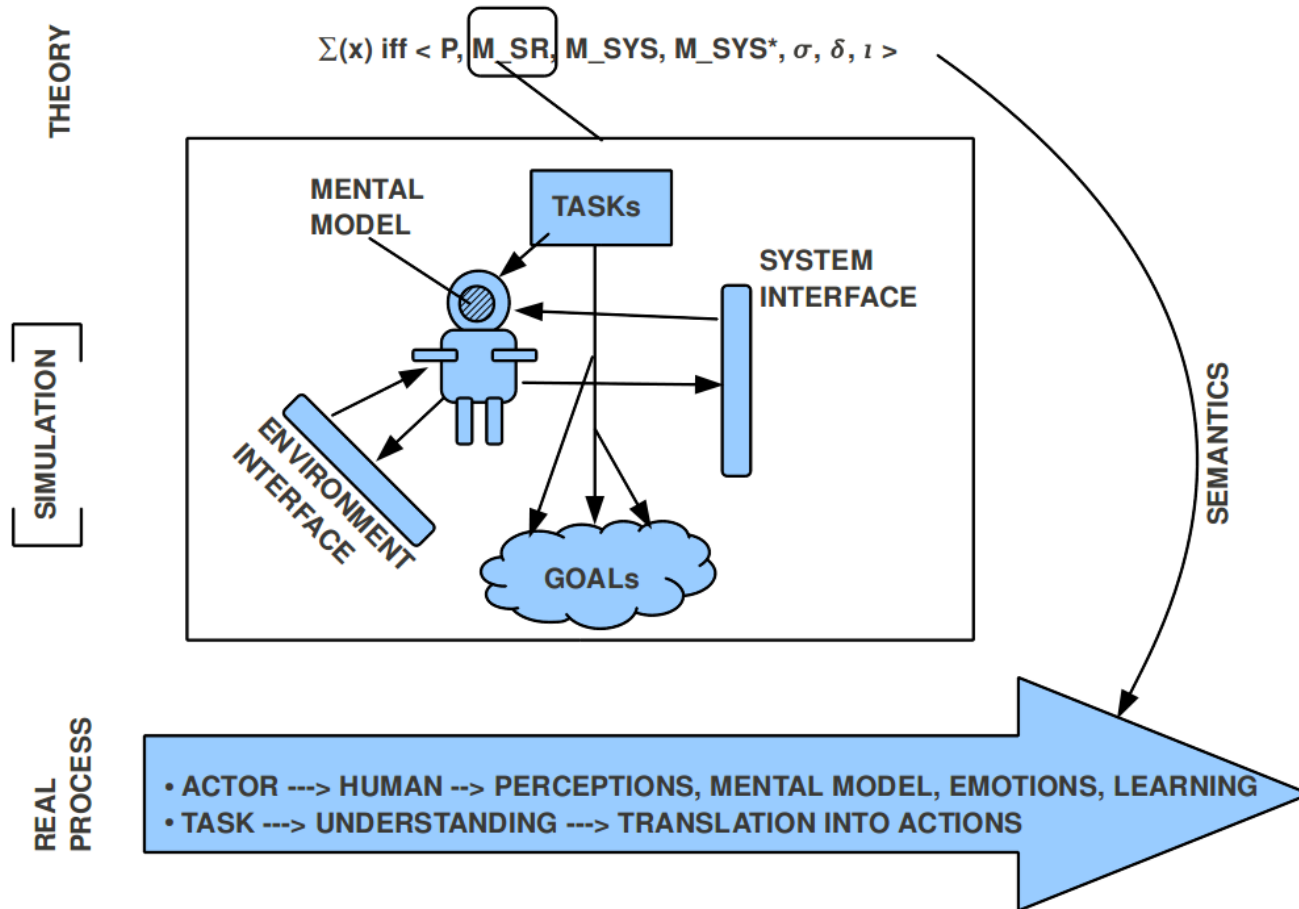 THEORY
Σ(x) iff < P, M_SR, M_SYS, M_SYS*, σ, δ, ι >
MENTAL
MODEL
TASKs
SYSTEM
INTERFACE
SIMULATION
ENVIRONMENT
INTERFACE
GOALs
SEMANTICS
REAL
PROCESS
• ACTOR ---> HUMAN --> PERCEPTIONS, MENTAL MODEL, EMOTIONS, LEARNING
• TASK ---> UNDERSTANDING ---> TRANSLATION INTO ACTIONS